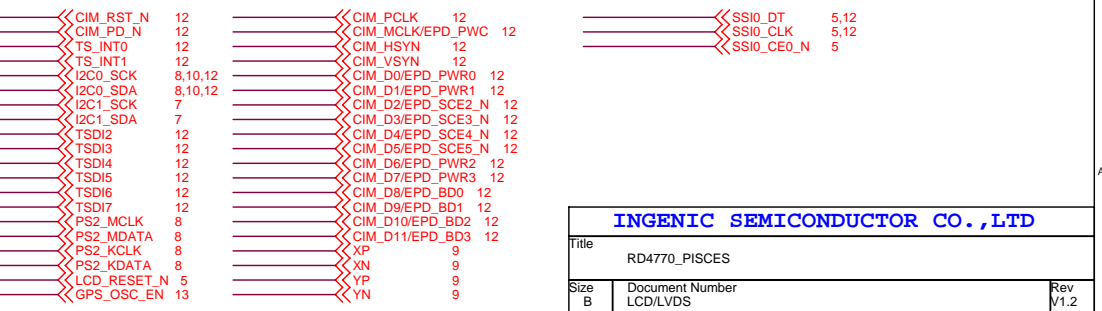 CIM_RST_N 12
CIM_PD_N 12
TS_INT0 12
TS_INT1 12
I2C0_SCK 8,10,12
I2C0_SDA 8,10,12
I2C1_SCK 7
I2C1_SDA 7
TSDI2 12
TSDI3 12
TSDI4 12
TSDI5 12
TSDI6 12
TSDI7 12
PS2_MCLK 8
PS2_MDATA 8
PS2_KCLK 8
PS2_KDATA 8
LCD_RESET_N 5
GPS_OSC_EN 13
CIM_PCLK 12
CIM_MCLK/EPD_PWC 12
CIM_HSYN 12
CIM_VSYN 12
CIM_D0/EPD_PWR0 12
CIM_D1/EPD_PWR1 12
CIM_D2/EPD_SCE2_N 12
CIM_D3/EPD_SCE3_N 12
CIM_D4/EPD_SCE4_N 12
CIM_D5/EPD_SCE5_N 12
CIM_D6/EPD_PWR2 12
CIM_D7/EPD_PWR3 12
CIM_D8/EPD_BD0 12
CIM_D9/EPD_BD1 12
CIM_D10/EPD_BD2 12
CIM_D11/EPD_BD3 12
XP 9
XN 9
YP 9
YN 9
SSI0_DT 5,12
SSI0_CLK 5,12
SSI0_CE0_N 5
A
INGENIC SEMICONDUCTOR CO.,LTD
Title
RD4770_PISCES
Size Document Number Rev
B LCD/LVDS V1.2